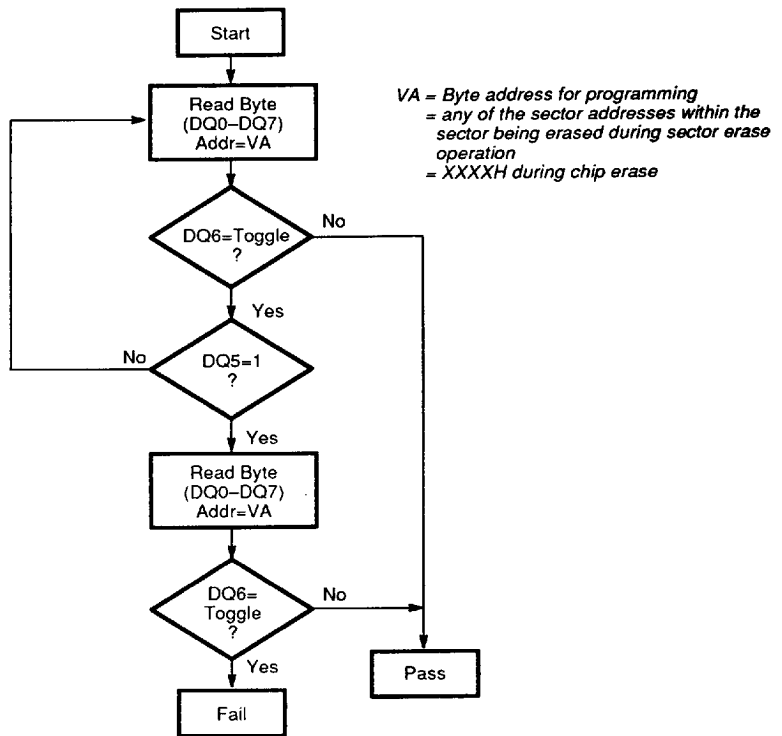 Start
Read Byte
(DQ0–DQ7)
Addr=VA
VA = Byte address for programming
= any of the sector addresses within the
sector being erased during sector erase
operation
= XXXXH during chip erase
DQ6=Toggle
?
No
Yes
DQ5=1
?
No
Yes
Read Byte
(DQ0–DQ7)
Addr=VA
DQ6=
Toggle
?
No
Yes
Pass
Fail